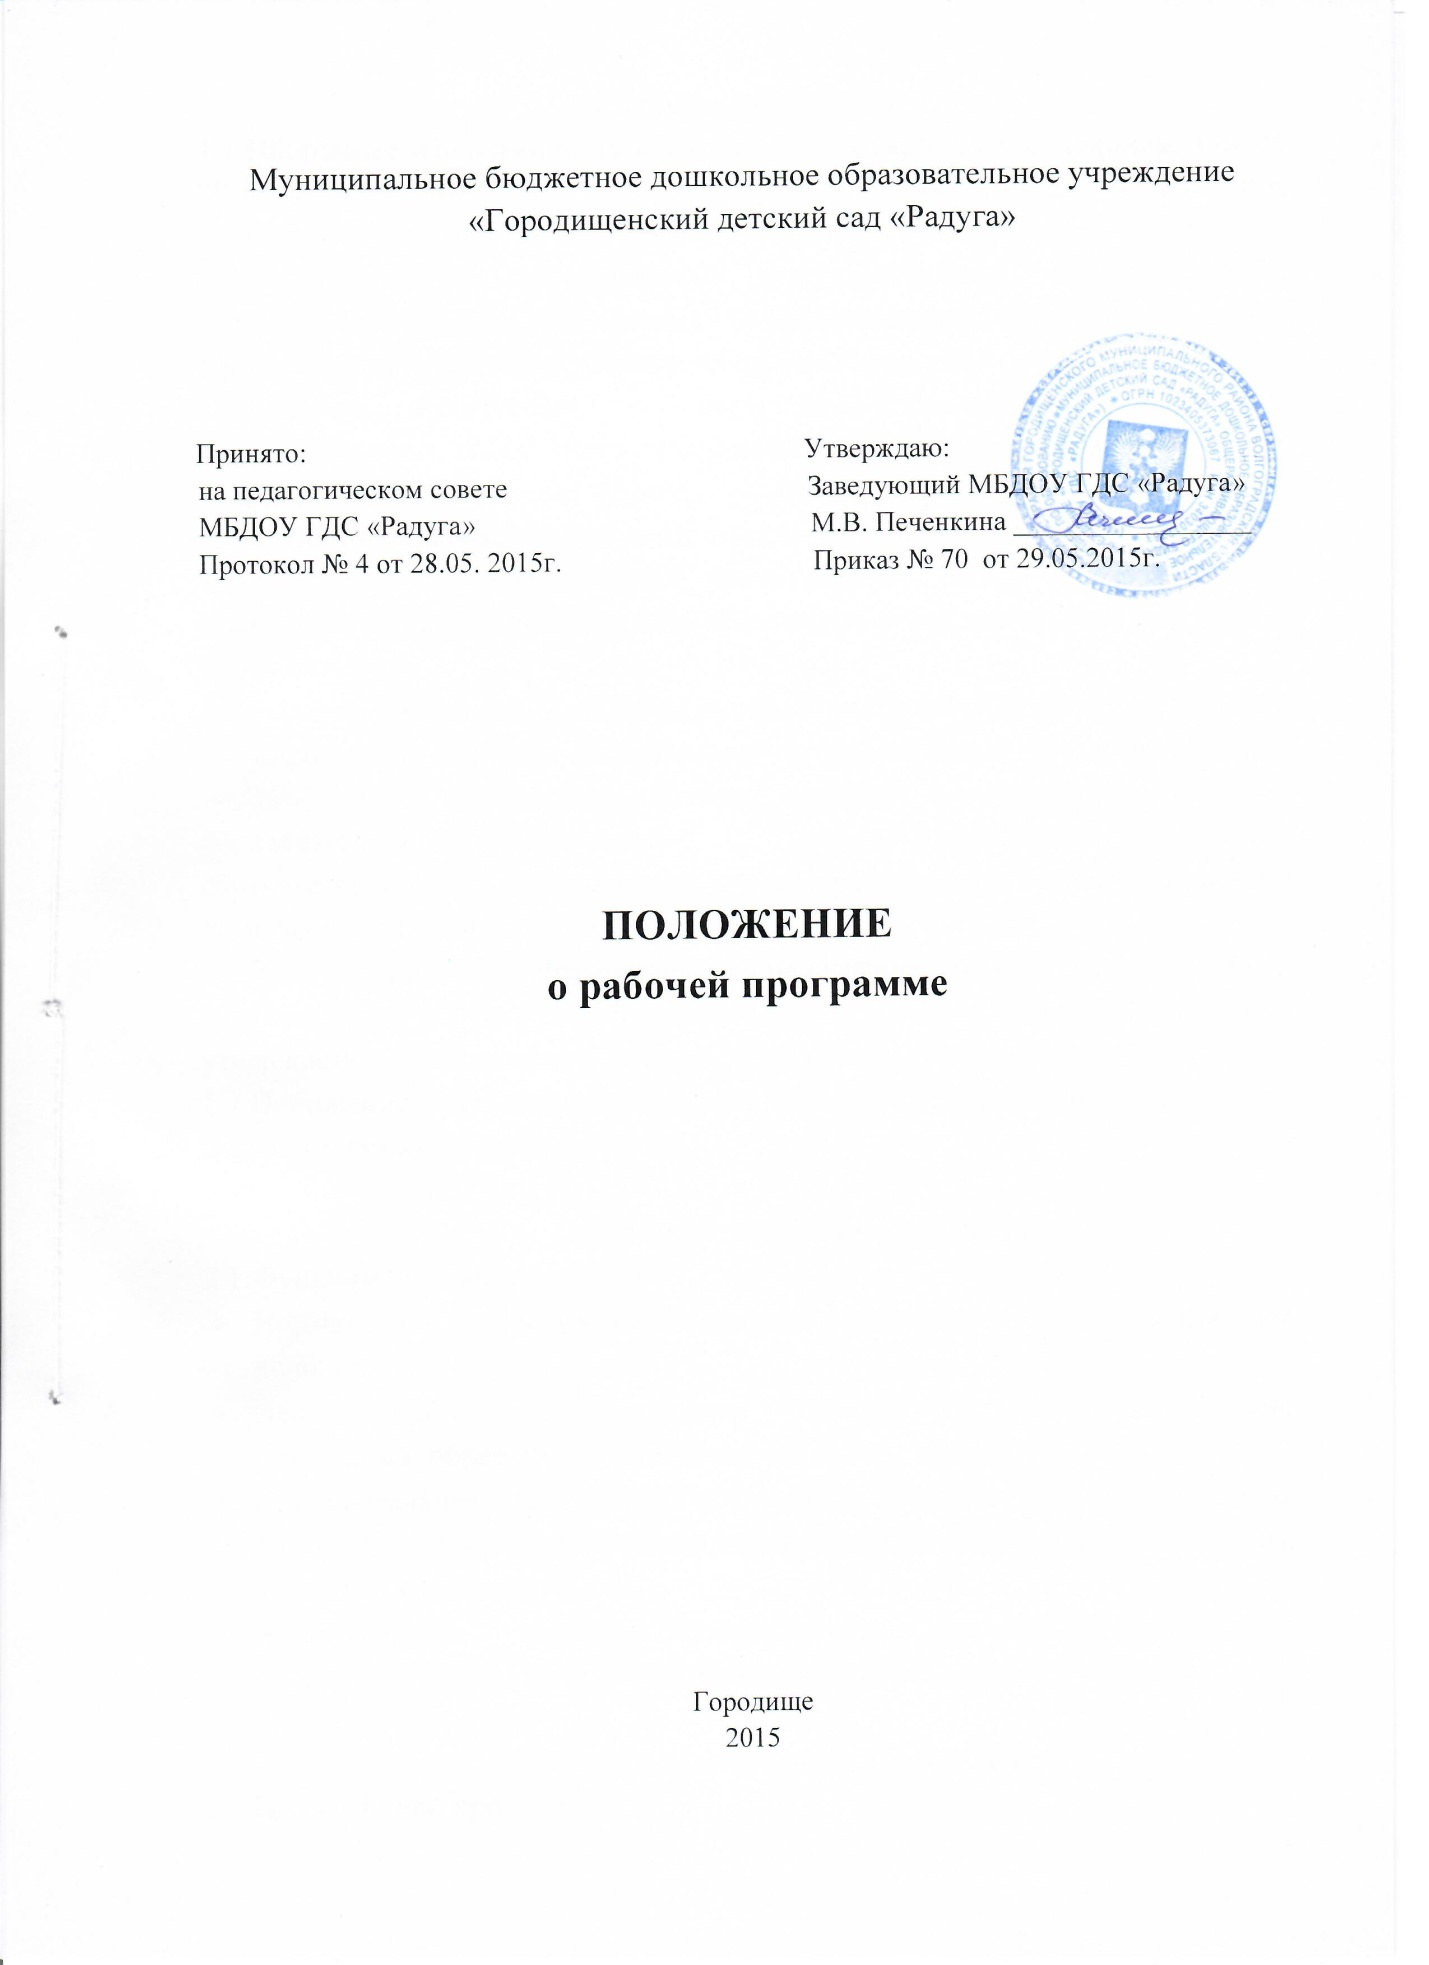 Муниципальное бюджетное дошкольное образовательное учреждение
«Городищенский детский сад «Радуга»
Принято:
на педагогическом совете
МБДОУ ГДС «Радуга»
Протокол № 4 от 28.05. 2015г.
Утверждаю:
Заведующий МБДОУ ГДС «Радуга»
М.В. Печенкина
Приказ № 70 от 29.05.2015г.
ПОЛОЖЕНИЕ
о рабочей программе
Городище
2015